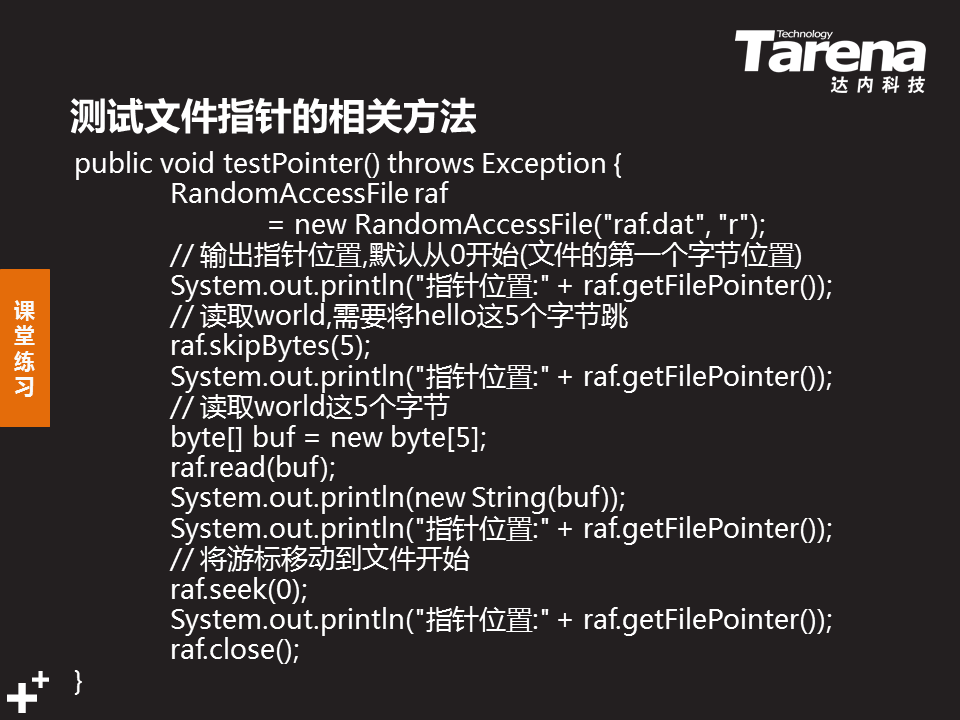 Technology
Tarena
达内科技
测试文件指针的相关方法
public void testPointer() throws Exception {
RandomAccessFile raf
= new RandomAccessFile("raf.dat", "r");
// 输出指针位置,默认从0开始(文件的第一个字节位置)
System.out.println("指针位置:" + raf.getFilePointer());
// 读取world,需要将hello这5个字节跳
raf.skipBytes(5);
System.out.println("指针位置:" + raf.getFilePointer());
// 读取world这5个字节
byte[] buf = new byte[5];
raf.read(buf);
System.out.println(new String(buf));
System.out.println("指针位置:" + raf.getFilePointer());
// 将游标移动到文件开始
raf.seek(0);
System.out.println("指针位置:" + raf.getFilePointer());
raf.close();
}
课堂练习